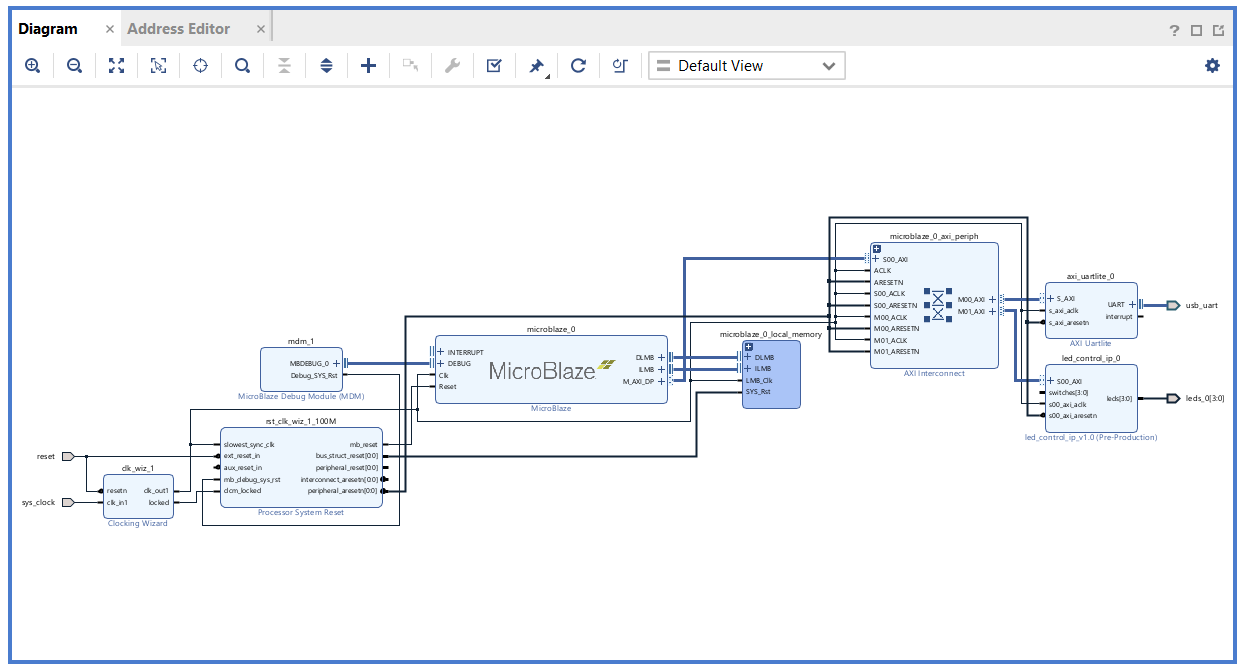 Diagram × Address Editor ×
? 
Default View
microblaze_0_axi_periph
S00_AXI
ACLK
ARESETN
S00_ACLK
S00_ARESETN
M00_ACLK
M00_ARESETN
M01_ACLK
M01_ARESETN
M00_AXI
M01_AXI
AXI Interconnect
axi_uartlite_0
S_AXI
s_axi_aclk
s_axi_aresetn
UART
interrupt
AXI Uartlite
usb_uart
led_control_ip_0
S00_AXI
switches[3:0]
s00_axi_aclk
s00_axi_aresetn
leds[3:0]
led_control_ip_v1.0 (Pre-Production)
leds_0[3:0]
microblaze_0
INTERRUPT
DEBUG
Clk
Reset
MicroBlaze
DLMB
ILMB
M_AXI_DP
MicroBlaze
microblaze_0_local_memory
DLMB
ILMB
LMB_Clk
SYS_Rst
mdm_1
MBDEBUG_0
Debug_SYS_Rst
MicroBlaze Debug Module (MDM)
rst_clk_wiz_1_100M
slowest_sync_clk
ext_reset_in
aux_reset_in
mb_debug_sys_rst
dcm_locked
mb_reset
bus_struct_reset[0:0]
peripheral_reset[0:0]
interconnect_aresetn[0:0]
peripheral_aresetn[0:0]
Processor System Reset
reset
sys_clock
clk_wiz_1
resetn
clk_in1
clk_out1
locked
Clocking Wizard